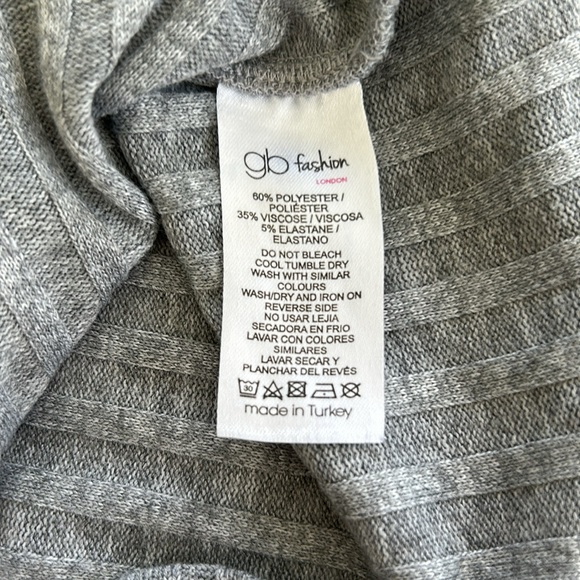 gb fashion
LONDON
60% POLYESTER /
POLIÉSTER
35% VISCOSE / VISCOSA
5% ELASTANE /
ELASTANO
DO NOT BLEACH
COOL TUMBLE DRY
WASH WITH SIMILAR
COLOURS
WASH/DRY AND IRON ON
REVERSE SIDE
NO USAR LEJIA
SECADORA EN FRIO
LAVAR CON COLORES
SIMILARES
LAVAR SECAR Y
PLANCHAR DEL REVÉS
30
made in Turkey